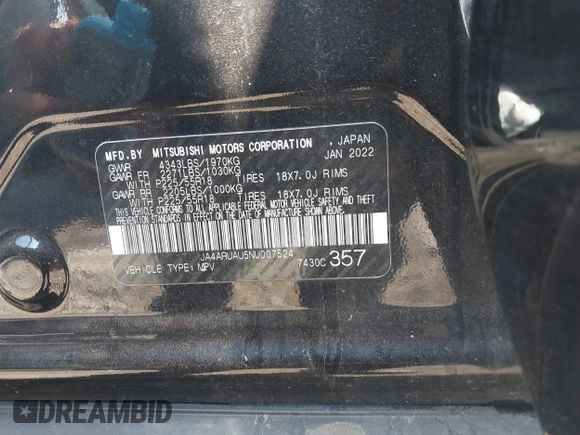 MFD.BY MITSUBISHI MOTORS CORPORATION , JAPAN
GVWR 4343LBS/1970KG JAN 2022
GAWR FR 2271LBS/1030KG
WITH P225/55R18 TIRES 18X7.0J RIMS
GAWR RR 2205LBS/1000KG
WITH P225/55R18 TIRES 18X7.0J RIMS
THIS VEHICLE CONFORMS TO ALL APPLICABLE FEDERAL MOTOR VEHICLE SAFETY AND THEFT
PREVENTION STANDARDS IN EFFECT ON THE DATE OF MANUFACTURE SHOWN ABOVE.
JA4ARUAU5NU007524
VEHICLE TYPE: MPV 7430C 357
DREAMBID